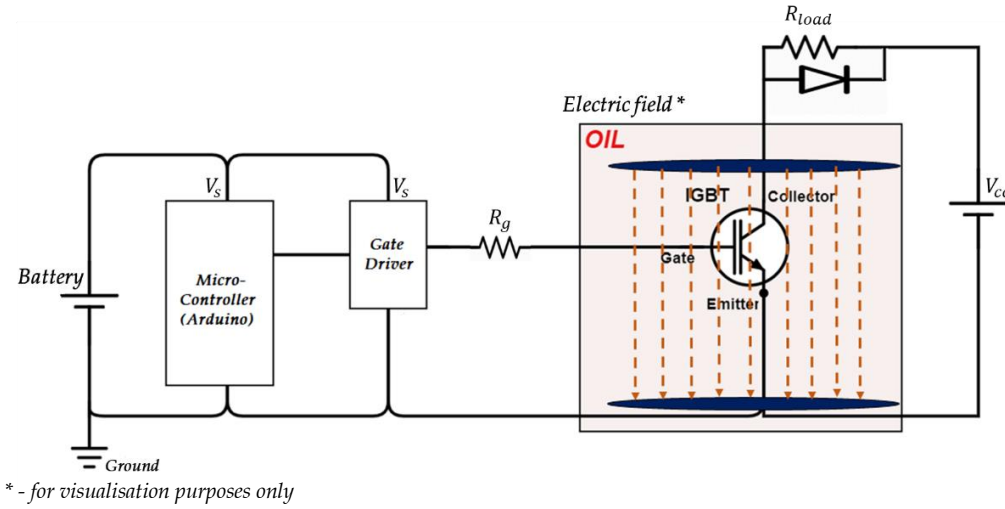 R_load
Electric field *
OIL
V_s
V_s
IGBT
Collector
V_cc
R_g
Gate
Driver
Gate
Battery
Micro-
Controller
(Arduino)
Emitter
Ground
* - for visualisation purposes only